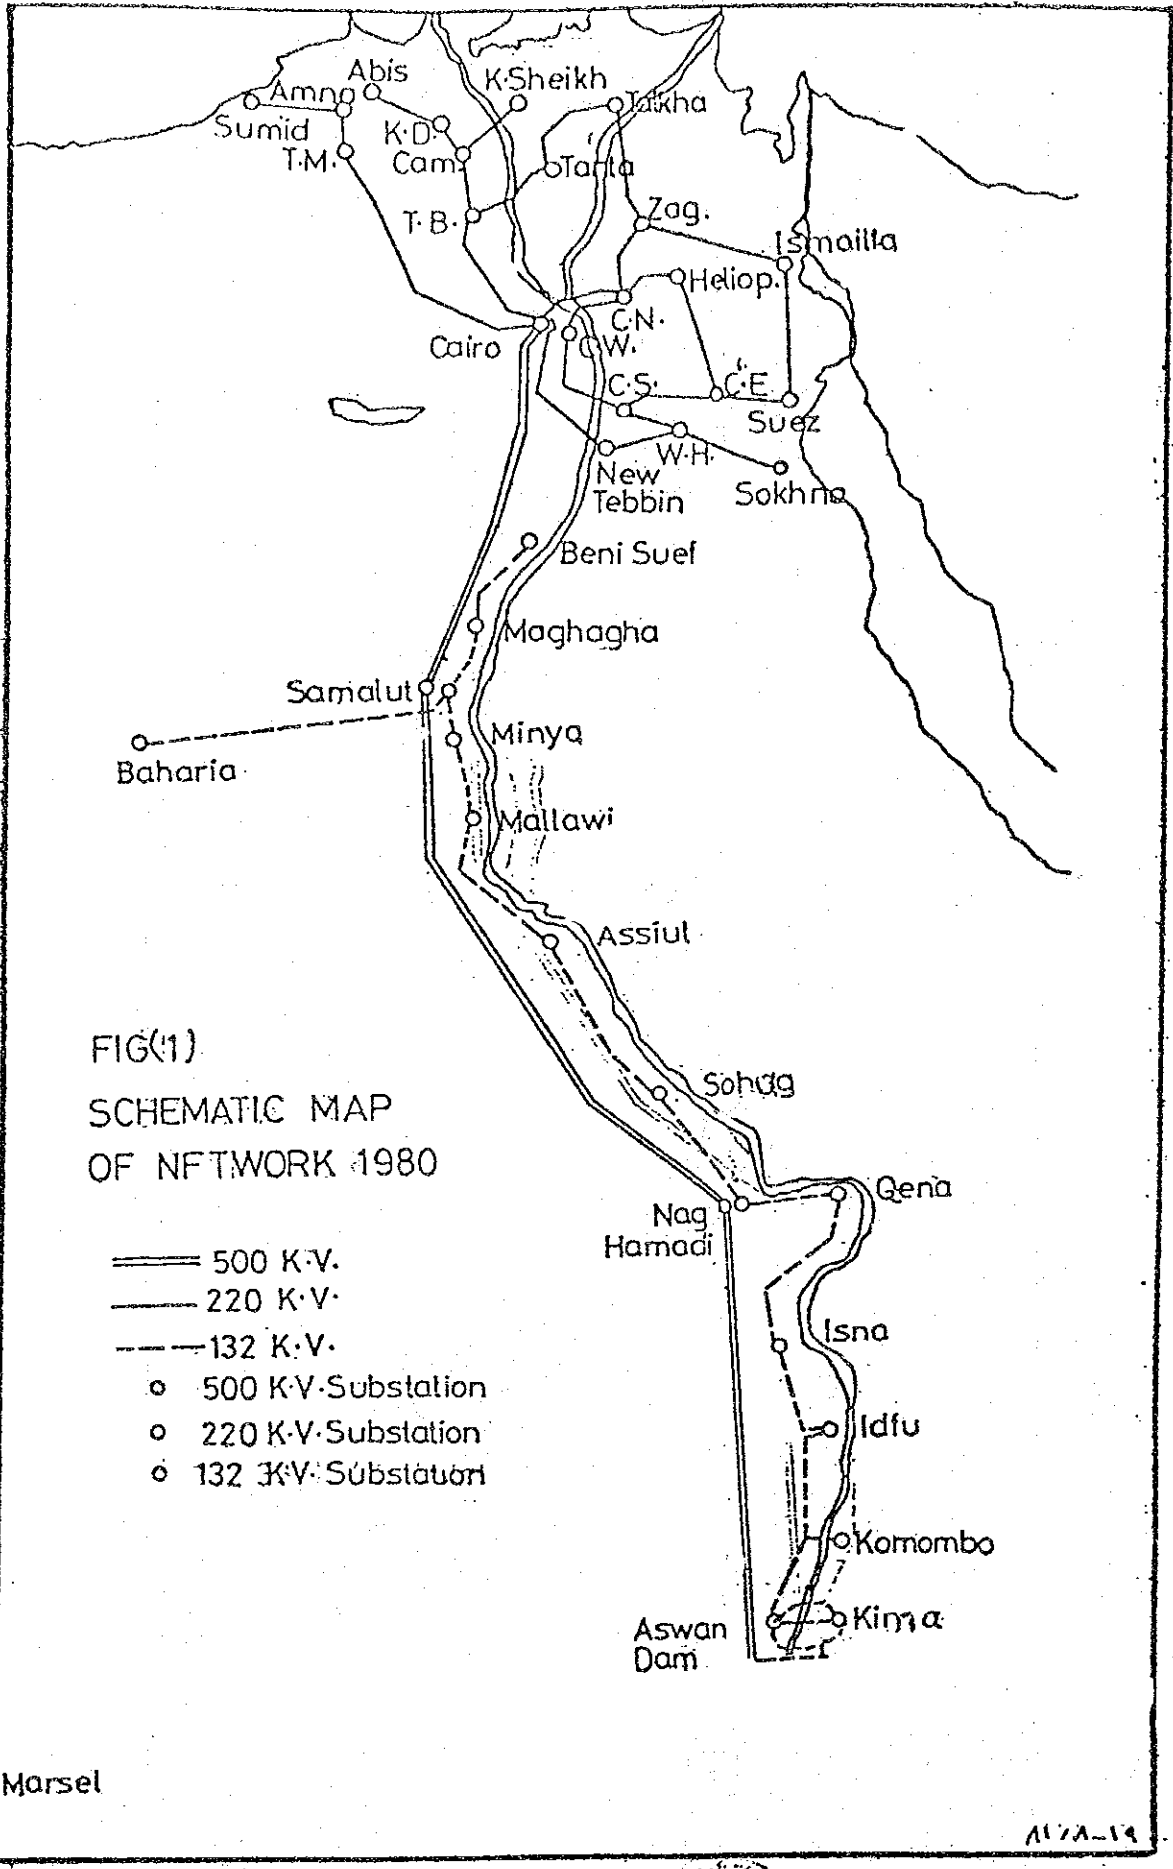 Abis
K.Sheikh
Amno
Talkha
Sumid
K.D.
T.M.
Cam.
Tanta
T.B.
Zag.
Ismailia
Heliop.
C.N.
Cairo
C.W.
C.S.
C.E.
Suez
W.H.
New
Tebbin
Sokhna
Beni Suef
Maghagha
Samalut
Minya
Baharia
Mallawi
Assiut
FIG(1)
SCHEMATIC MAP
OF NETWORK 1980
Sohag
Qena
Nag
Hamadi
500 K.V.
220 K.V.
132 K.V.
500 K.V. Substation
220 K.V. Substation
132 K.V. Substation
Isna
Idfu
Komombo
Kima
Aswan
Dam
Marsel